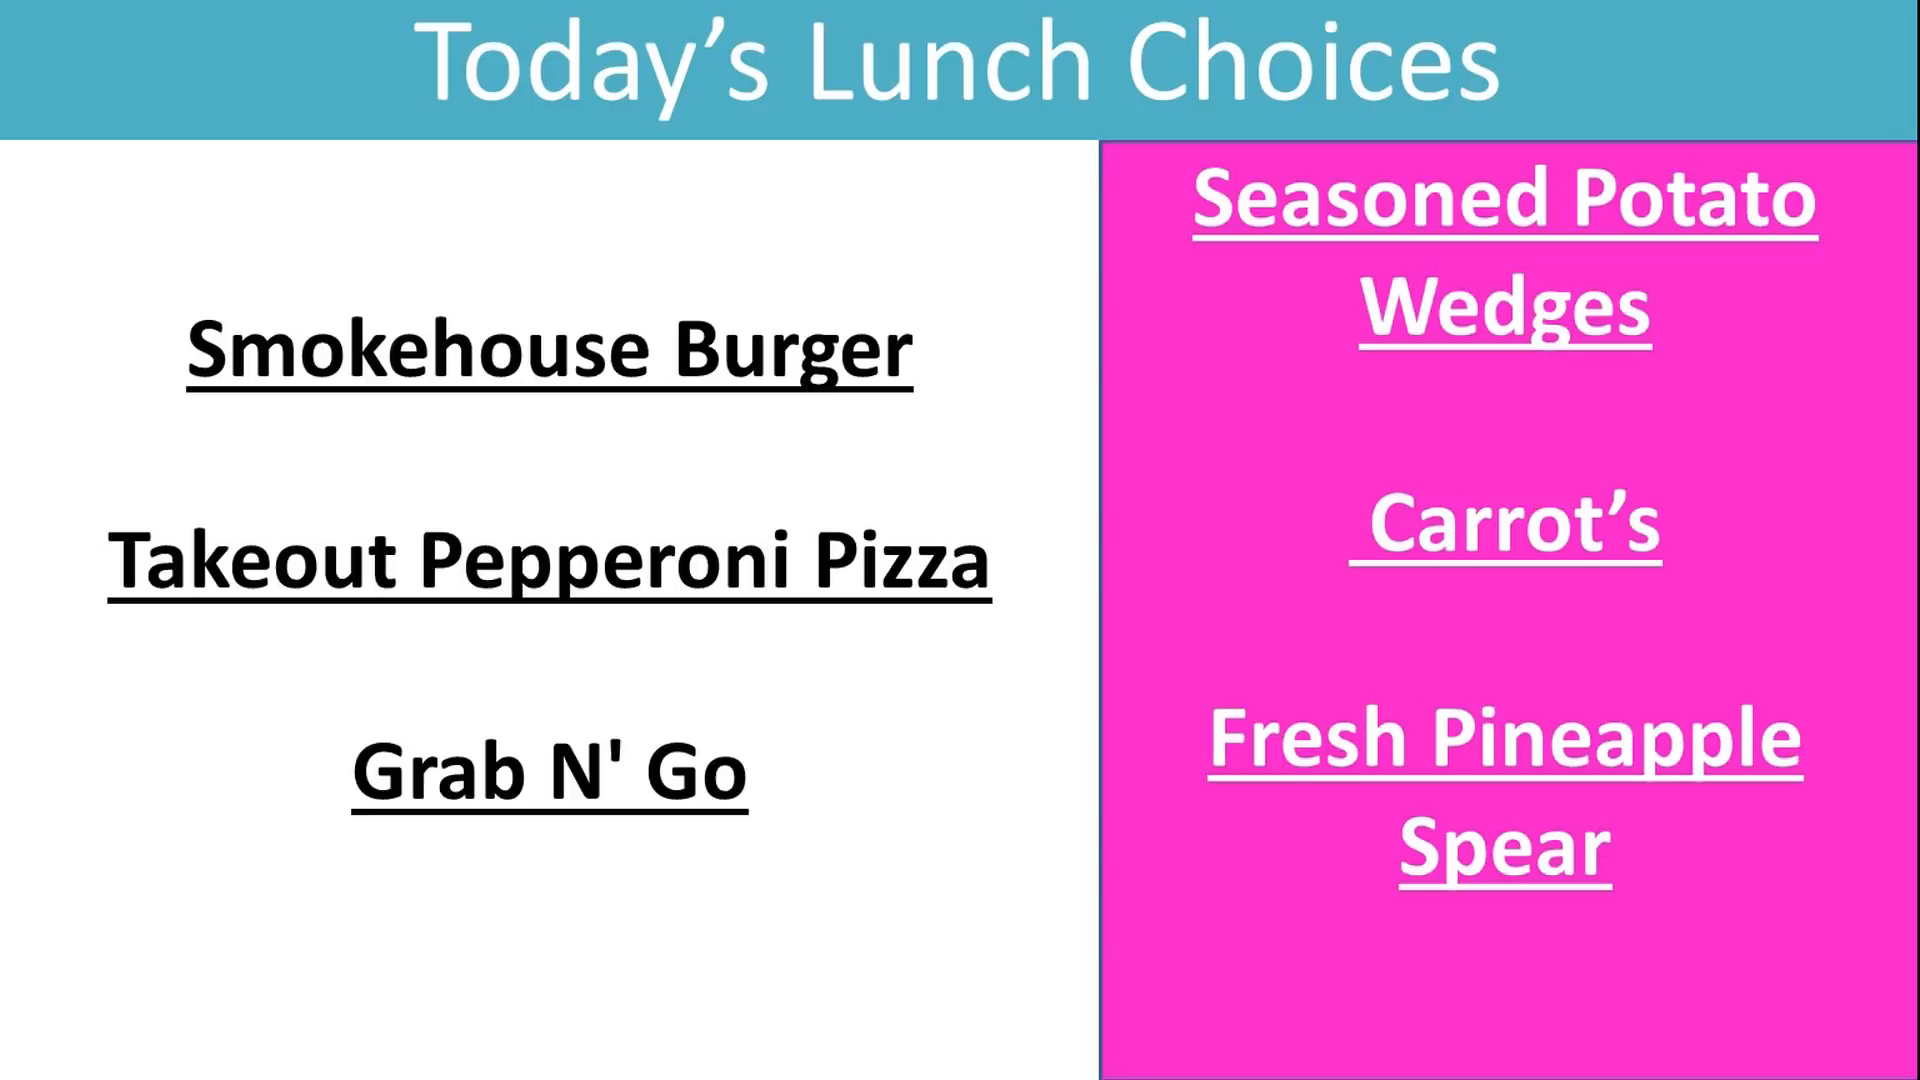 Today’s Lunch Choices
Smokehouse Burger
Takeout Pepperoni Pizza
Grab N' Go
Seasoned Potato
Wedges
Carrot’s
Fresh Pineapple
Spear